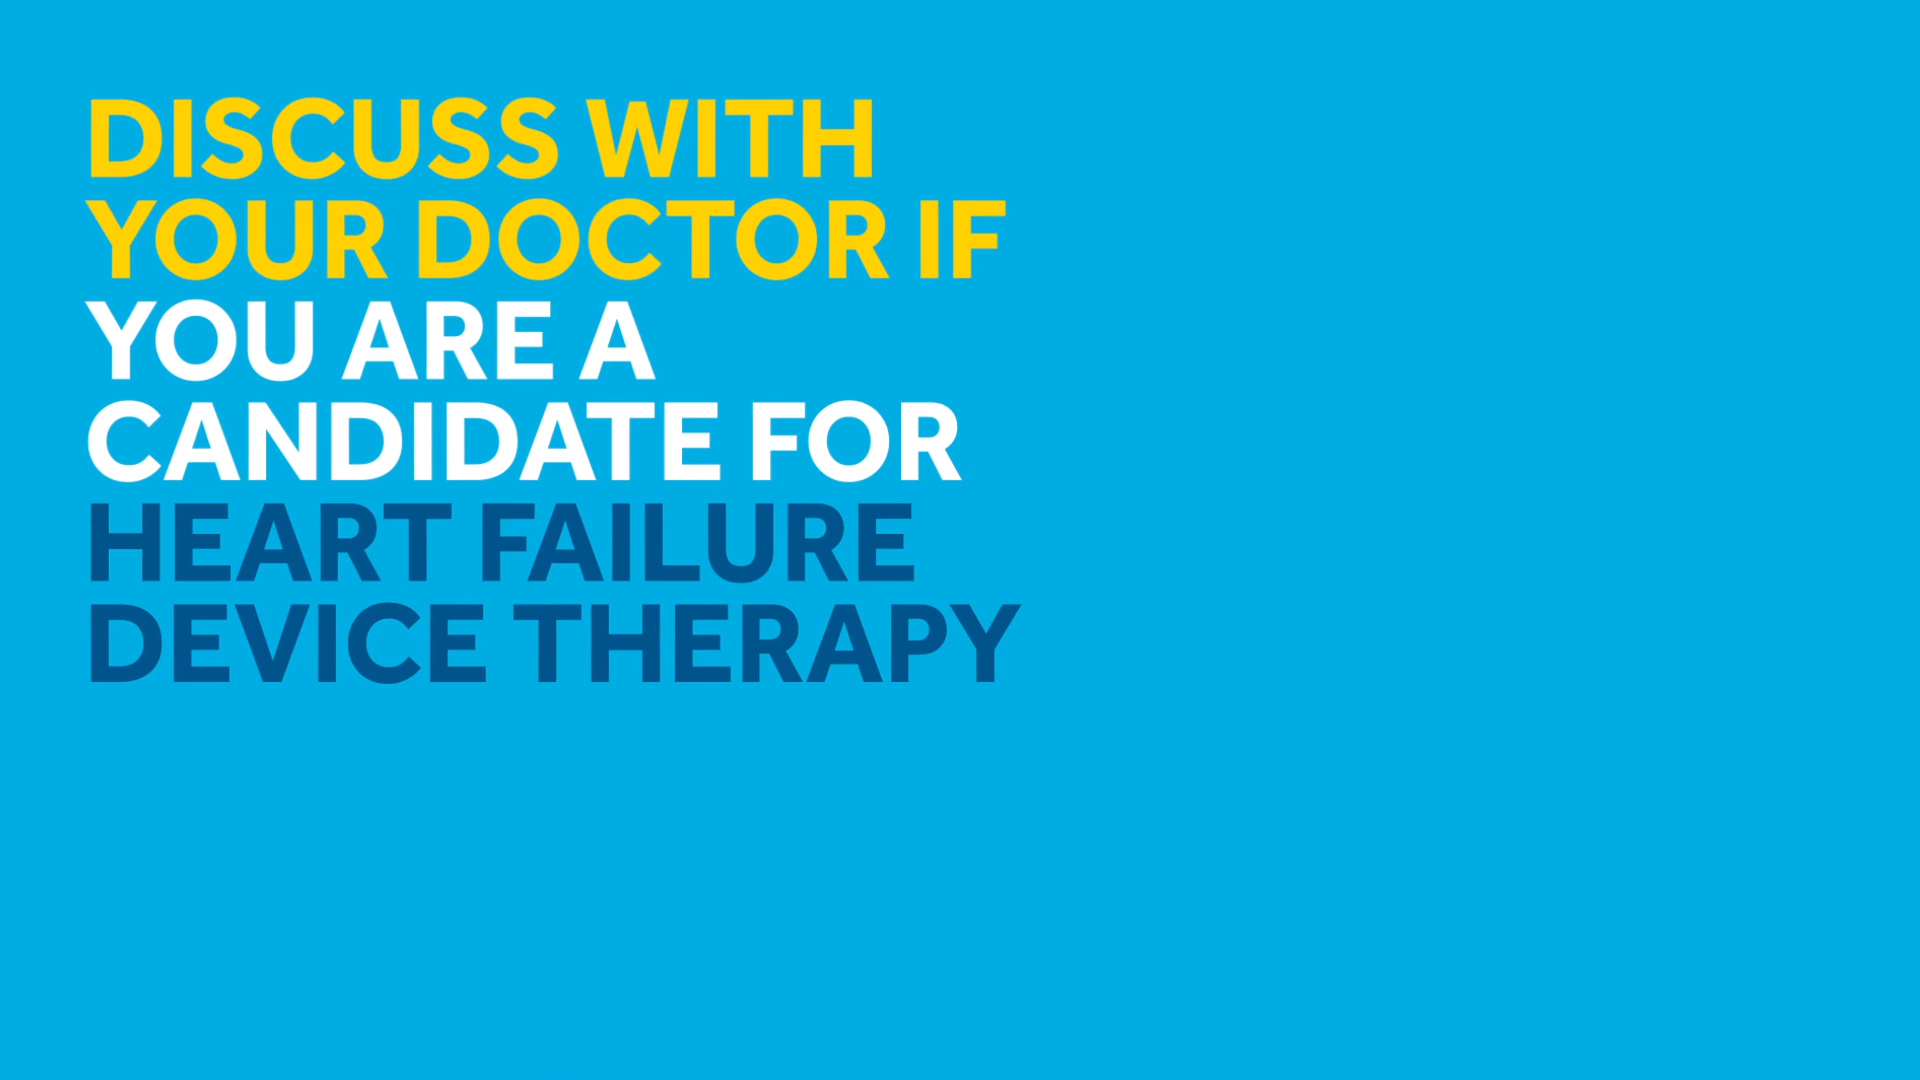 DISCUSS WITH
YOUR DOCTOR IF
YOU ARE A
CANDIDATE FOR
HEART FAILURE
DEVICE THERAPY